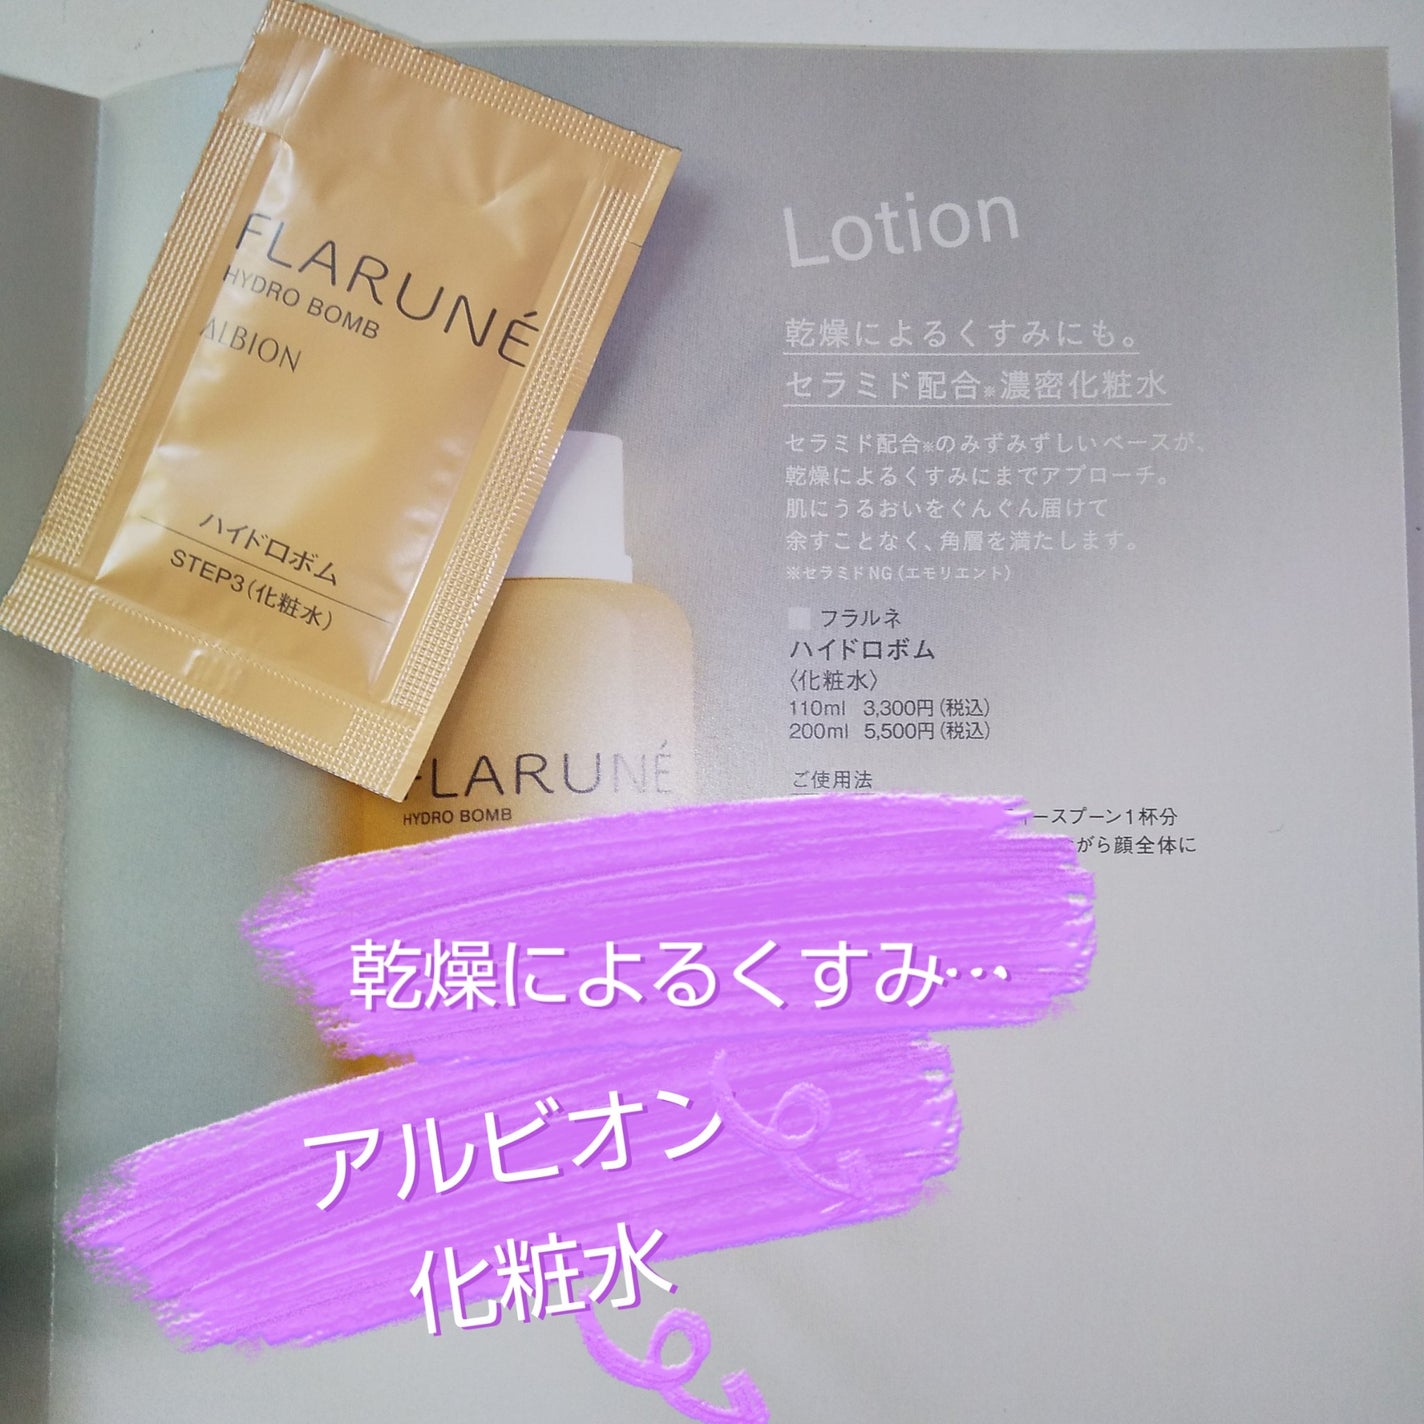 FLARUNÉ
HYDRO BOMB
ALBION
ハイドロボム
STEP3(化粧水)
Lotion
乾燥によるくすみにも。
セラミド配合※濃密化粧水
セラミド配合※のみずみずしいベースが、
乾燥によるくすみにまでアプローチ。
肌にうるおいをぐんぐん届けて
余すことなく、角層を満たします。
※セラミドNG(エモリエント)
フラルネ
ハイドロボム
〈化粧水〉
110ml 3,300円(税込)
200ml 5,500円(税込)
ご使用法
ースプーン1杯分
がら顔全体に
FLARUNÉ
HYDRO BOMB
乾燥によるくすみ…
アルビオン
化粧水